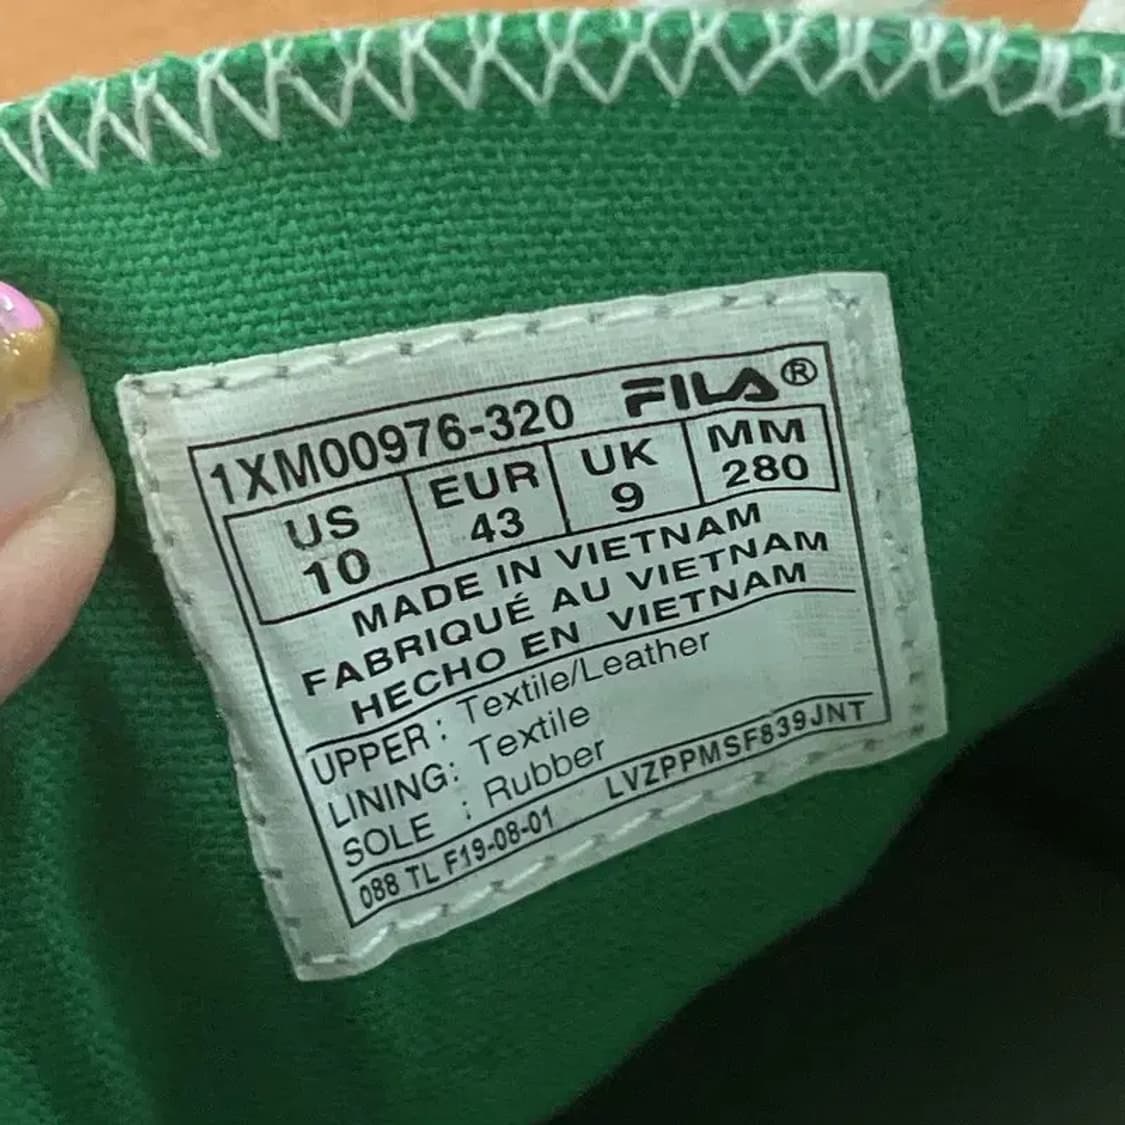 1XM00976-320 FILA®
US EUR UK MM
10 43 9 280
MADE IN VIETNAM
FABRIQUÉ AU VIETNAM
HECHO EN VIETNAM
UPPER : Textile/Leather
LINING: Textile
SOLE : Rubber
088 TL F19-08-01 LVZPPMSF839JNT